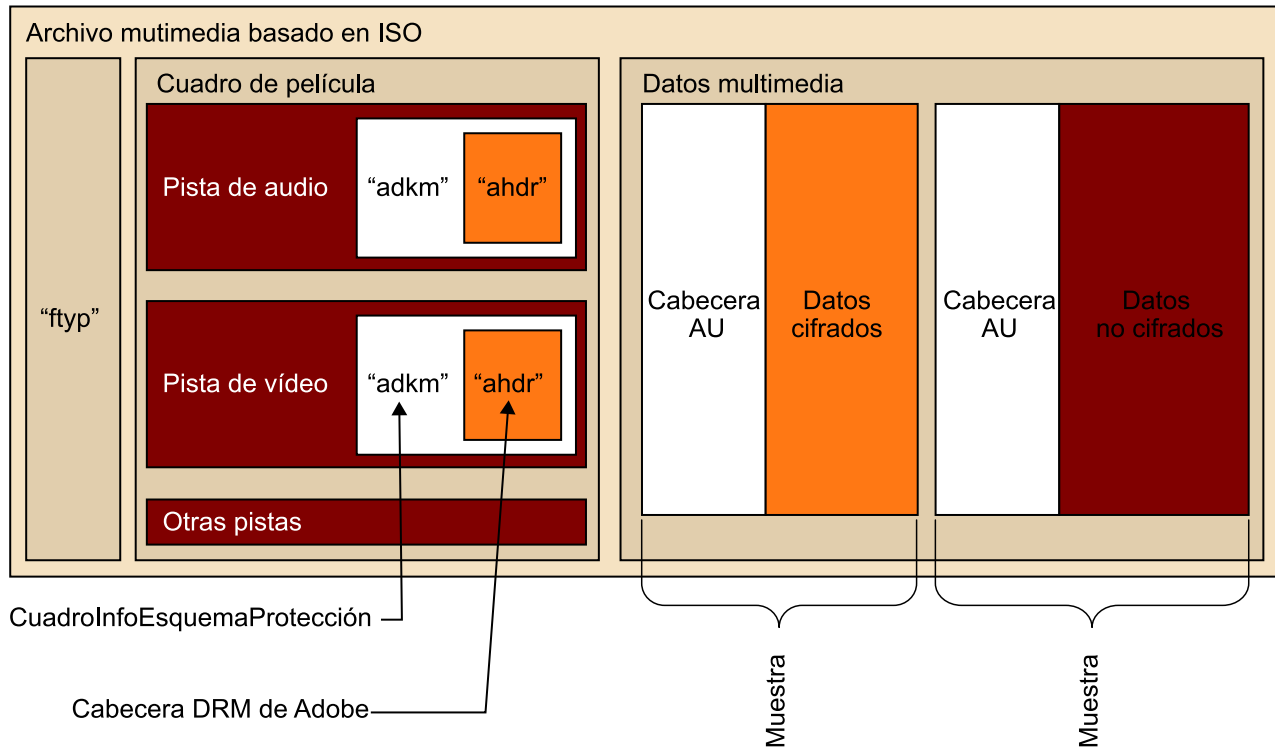 Archivo mutimedia basado en ISO
“ftyp”
Cuadro de película
Pista de audio
“adkm”
“ahdr”
Pista de vídeo
“adkm”
“ahdr”
Otras pistas
Datos multimedia
Cabecera
AU
Datos
cifrados
Cabecera
AU
Datos
no cifrados
CuadroInfoEsquemaProtección
Cabecera DRM de Adobe
Muestra
Muestra